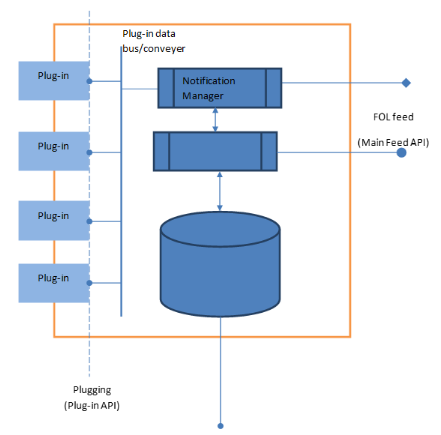 Plug-in data
bus/conveyer
Plug-in
Notification
Manager
FOL feed
Plug-in
(Main Feed API)
Plug-in
Plug-in
Plugging
(Plug-in API)